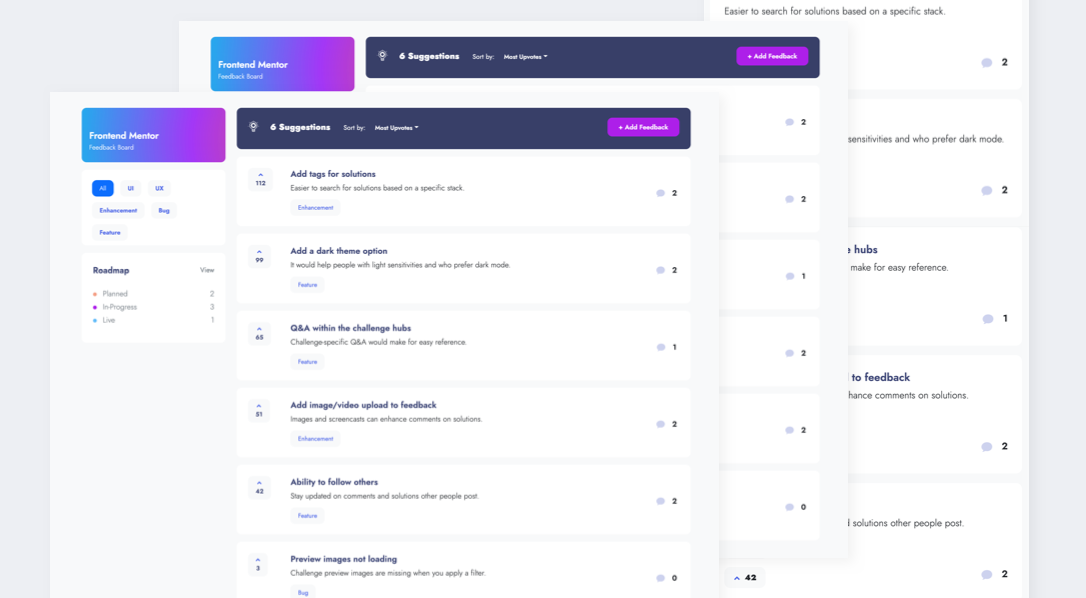 Easier to search for solutions based on a specific stack.
2
Frontend Mentor
Feedback Board
6 Suggestions Sort by: Most Upvotes
+ Add Feedback
2
2
1
2
2
0
sensitivities and who prefer dark mode.
2
hubs
make for easy reference.
1
to feedback
comments on solutions.
2
solutions other people post.
42
2
Frontend Mentor
Feedback Board
All UI UX
Enhancement Bug
Feature
Roadmap View
Planned 2
In-Progress 3
Live 1
6 Suggestions Sort by: Most Upvotes
+ Add Feedback
112
Add tags for solutions
Easier to search for solutions based on a specific stack.
Enhancement
2
99
Add a dark theme option
It would help people with light sensitivities and who prefer dark mode.
Feature
2
65
Q&A within the challenge hubs
Challenge-specific Q&A would make for easy reference.
Feature
1
51
Add image/video upload to feedback
Images and screencasts can enhance comments on solutions.
Enhancement
2
42
Ability to follow others
Stay updated on comments and solutions other people post.
Feature
2
3
Preview images not loading
Challenge preview images are missing when you apply a filter.
Bug
0